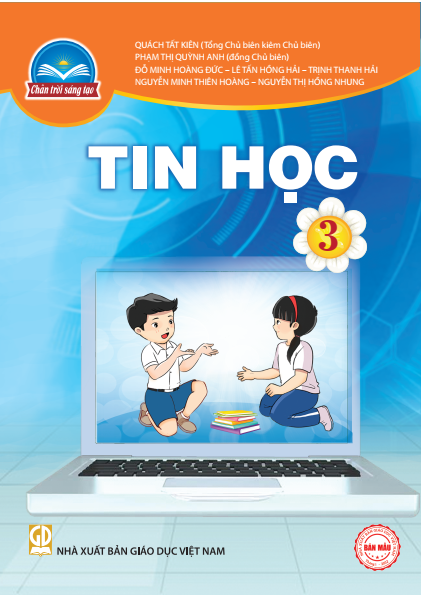 QUÁCH TẤT KIÊN (Tổng Chủ biên kiêm Chủ biên)
PHẠM THỊ QUỲNH ANH (đồng Chủ biên)
ĐỖ MINH HOÀNG ĐỨC – LÊ TẤN HỒNG HẢI – TRỊNH THANH HẢI
NGUYỄN MINH THIÊN HOÀNG – NGUYỄN THỊ HỒNG NHUNG
Chân trời sáng tạo
TIN HỌC
3
GD
NHÀ XUẤT BẢN GIÁO DỤC VIỆT NAM
BẢN MẪU